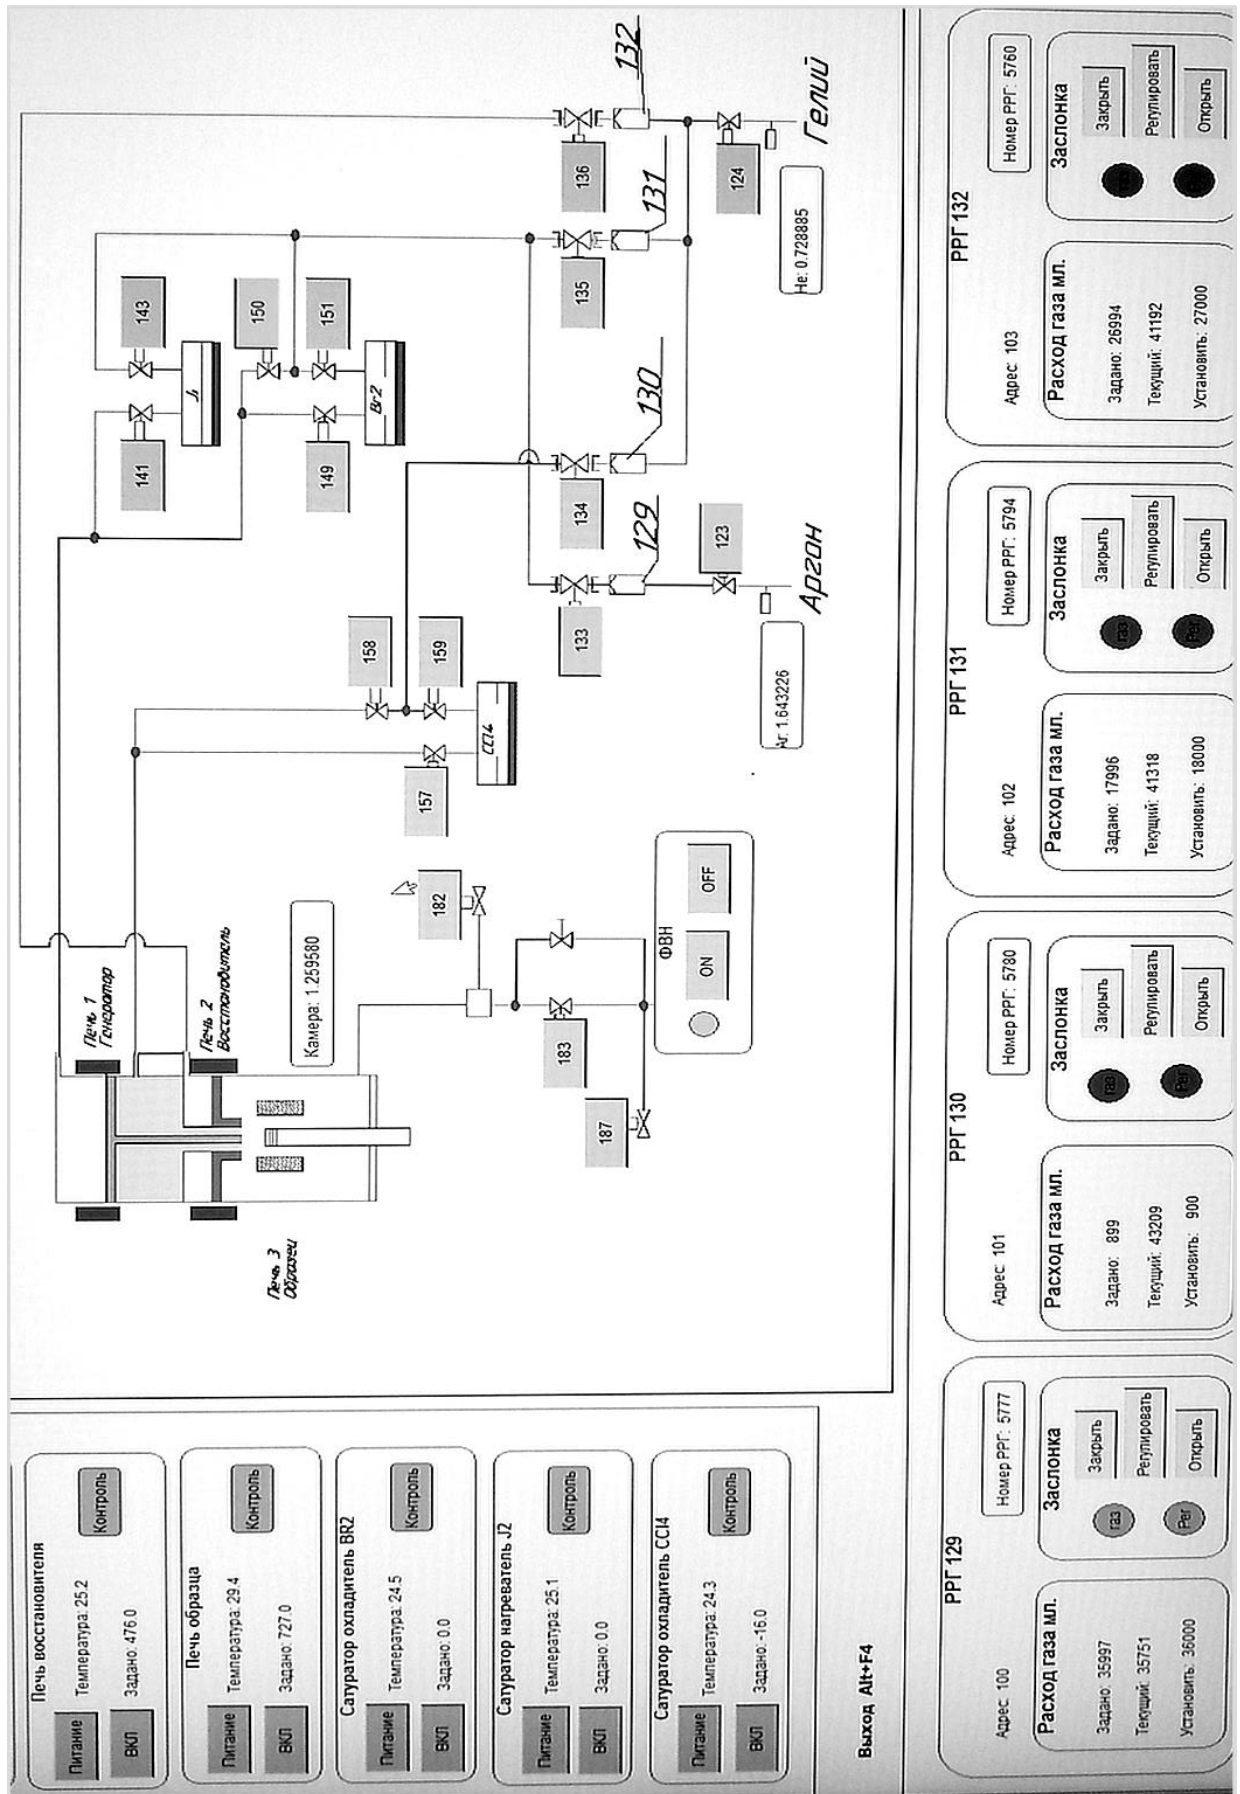 Печь 1
Генератор
Печь 2
Восстановитель
Печь 3
Образец
Камера: 1.259580
141
143
J₂
150
151
149
Br2
158
159
157
CCl4
182
183
187
ФВН
ON
OFF
136
135
134
133
132
131
130
129
124
123
Гелий
Аргон
He: 0.728885
Ar: 1.643226
Печь восстановителя
Питание
Температура: 25.2
Контроль
ВКЛ
Задано: 476.0
Печь образца
Питание
Температура: 29.4
Контроль
ВКЛ
Задано: 727.0
Сатуратор охладитель BR2
Питание
Температура: 24.5
Контроль
ВКЛ
Задано: 0.0
Сатуратор нагреватель J2
Питание
Температура: 25.1
Контроль
ВКЛ
Задано: 0.0
Сатуратор охладитель CCl4
Питание
Температура: 24.3
Контроль
ВКЛ
Задано: -16.0
Выход Alt+F4
РРГ 129
Адрес: 100
Номер РРГ: 5777
Расход газа мл.
Задано: 35997
Текущий: 35751
Установить: 36000
Заслонка
газ
Закрыть
Регулировать
Рег
Открыть
РРГ 130
Адрес: 101
Номер РРГ: 5780
Расход газа мл.
Задано: 899
Текущий: 43209
Установить: 900
Заслонка
газ
Закрыть
Регулировать
Рег
Открыть
РРГ 131
Адрес: 102
Номер РРГ: 5794
Расход газа мл.
Задано: 17996
Текущий: 41318
Установить: 18000
Заслонка
газ
Закрыть
Регулировать
Рег
Открыть
РРГ 132
Адрес: 103
Номер РРГ: 5760
Расход газа мл.
Задано: 26994
Текущий: 41192
Установить: 27000
Заслонка
газ
Закрыть
Регулировать
Рег
Открыть